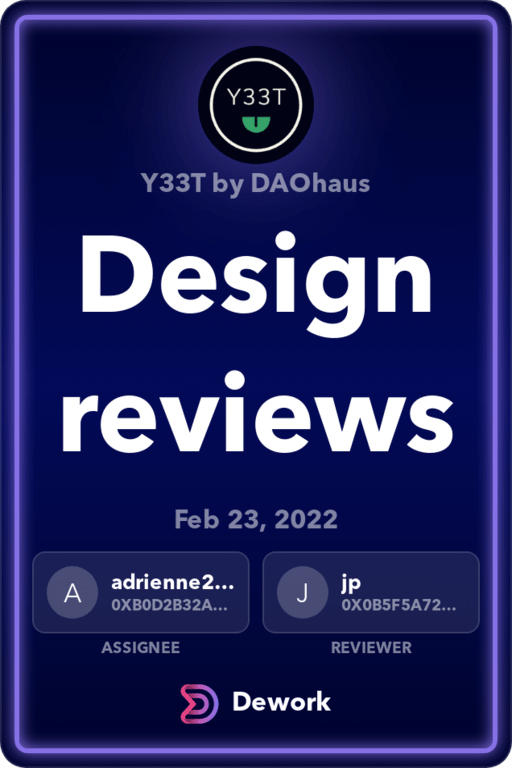 Y33T
Y33T by DAOhaus
Design
reviews
Feb 23, 2022
A
adrienne2...
0XB0D2B32A...
J
jp
0X0B5F5A72...
ASSIGNEE
REVIEWER
Dework